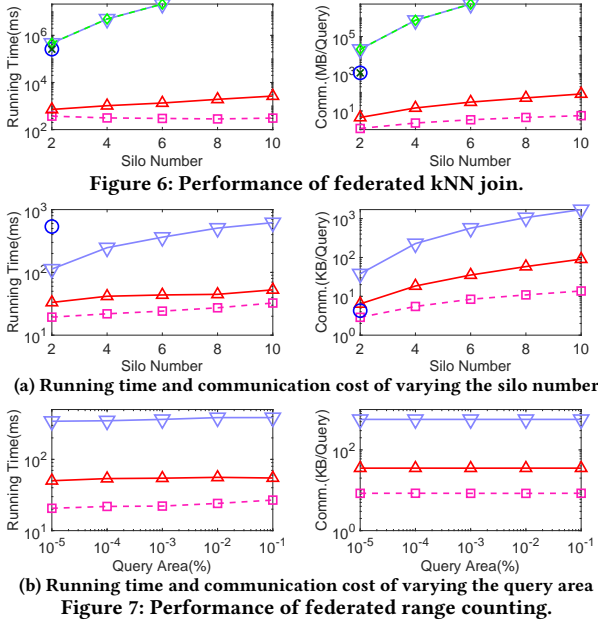 10^6
10^4
10^2
Running Time(ms)
2 4 6 8 10
Silo Number
10^5
10^3
10^1
Comm.(MB/Query)
2 4 6 8 10
Silo Number
Figure 6: Performance of federated kNN join.
10^3
10^2
10^1
Running Time(ms)
2 4 6 8 10
Silo Number
10^3
10^2
10^1
10^0
Comm.(KB/Query)
2 4 6 8 10
Silo Number
(a) Running time and communication cost of varying the silo number
10^2
10^1
Running Time(ms)
10^-5 10^-4 10^-3 10^-2 10^-1
Query Area(%)
10^2
10^0
Comm.(KB/Query)
10^-5 10^-4 10^-3 10^-2 10^-1
Query Area(%)
(b) Running time and communication cost of varying the query area
Figure 7: Performance of federated range counting.